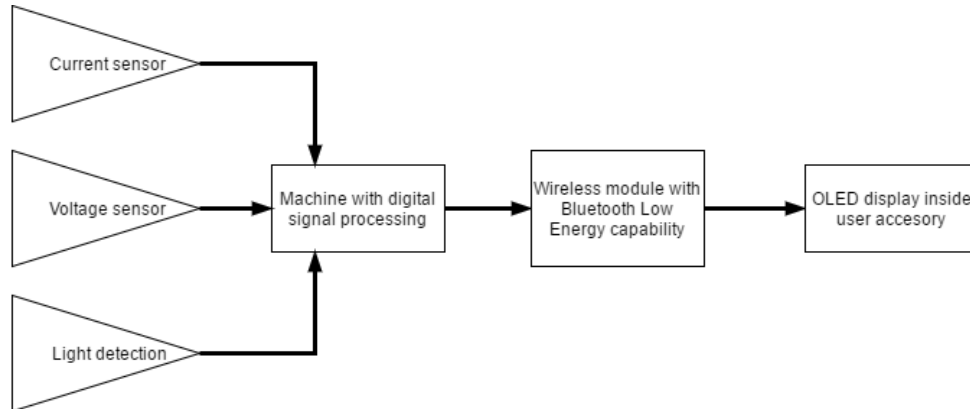 Current sensor
Voltage sensor
Light detection
Machine with digital
signal processing
Wireless module with
Bluetooth Low
Energy capability
OLED display inside
user accesory